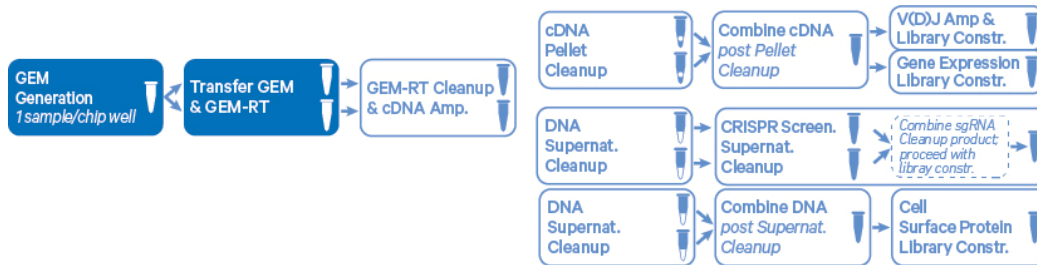 GEM
Generation
1 sample/chip well
Transfer GEM
& GEM-RT
GEM-RT Cleanup
& cDNA Amp.
cDNA
Pellet
Cleanup
Combine cDNA
post Pellet
Cleanup
V(D)J Amp &
Library Constr.
Gene Expression
Library Constr.
DNA
Supernat.
Cleanup
CRISPR Screen.
Supernat.
Cleanup
Combine sgRNA
Cleanup product;
proceed with
libray constr.
DNA
Supernat.
Cleanup
Combine DNA
post Supernat.
Cleanup
Cell
Surface Protein
Library Constr.